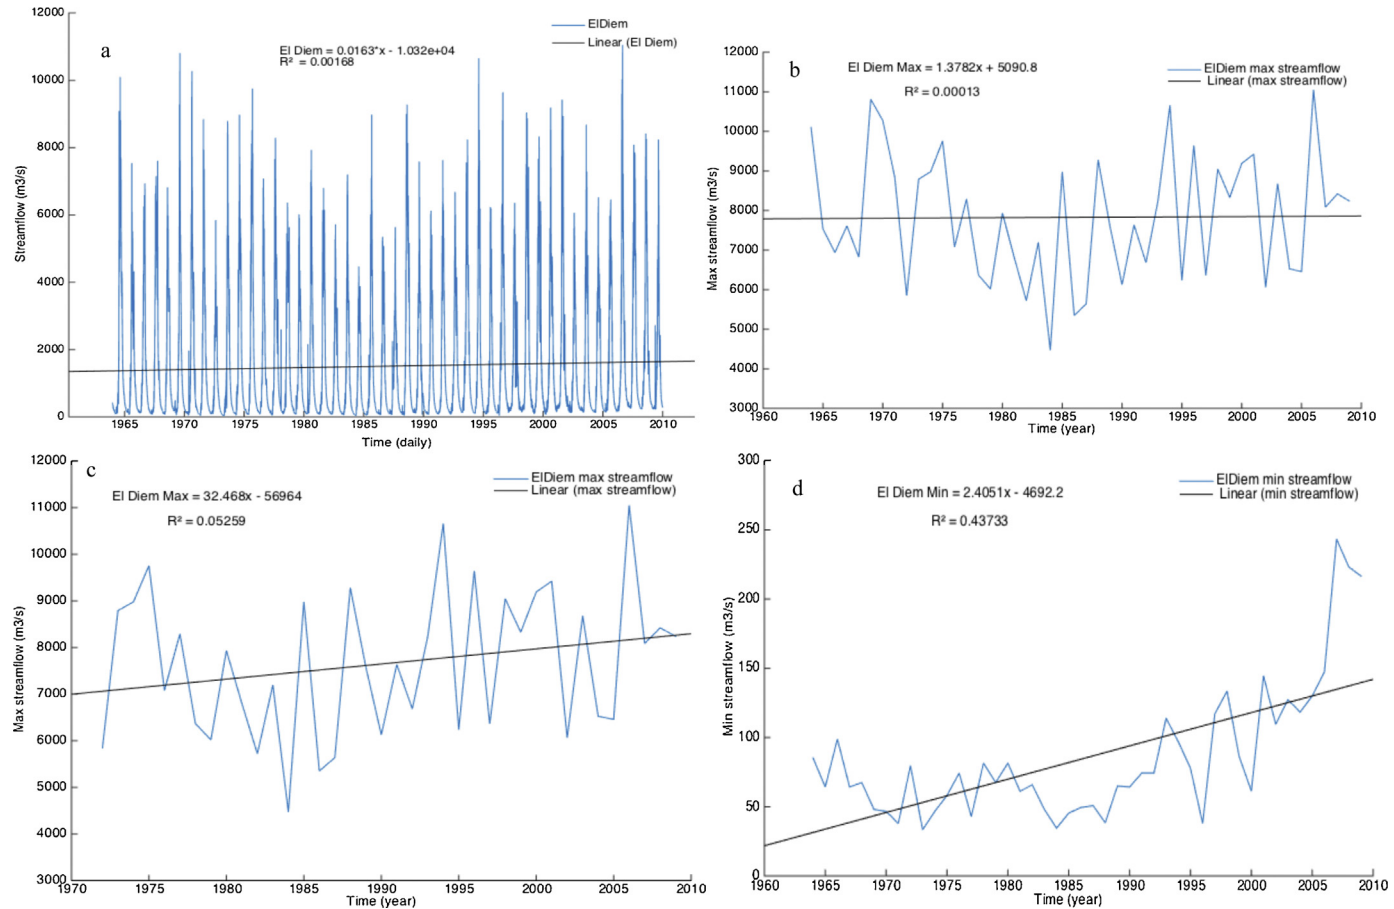 a
ElDiem
Linear (El Diem)
El Diem = 0.0163*x - 1.032e+04
R² = 0.00168
12000
10000
8000
6000
4000
2000
0
Streamflow (m3/s)
1965 1970 1975 1980 1985 1990 1995 2000 2005 2010
Time (daily)
b
El Diem Max = 1.3782x + 5090.8
R² = 0.00013
ElDiem max streamflow
Linear (max streamflow)
12000
11000
10000
9000
8000
7000
6000
5000
4000
3000
Max streamflow (m3/s)
1960 1965 1970 1975 1980 1985 1990 1995 2000 2005 2010
Time (year)
c
El Diem Max = 32.468x - 56964
R² = 0.05259
ElDiem max streamflow
Linear (max streamflow)
12000
11000
10000
9000
8000
7000
6000
5000
4000
3000
Max streamflow (m3/s)
1970 1975 1980 1985 1990 1995 2000 2005 2010
Time (year)
d
El Diem Min = 2.4051x - 4692.2
R² = 0.43733
ElDiem min streamflow
Linear (min streamflow)
300
250
200
150
100
50
0
Min streamflow (m3/s)
1960 1965 1970 1975 1980 1985 1990 1995 2000 2005 2010
Time (year)